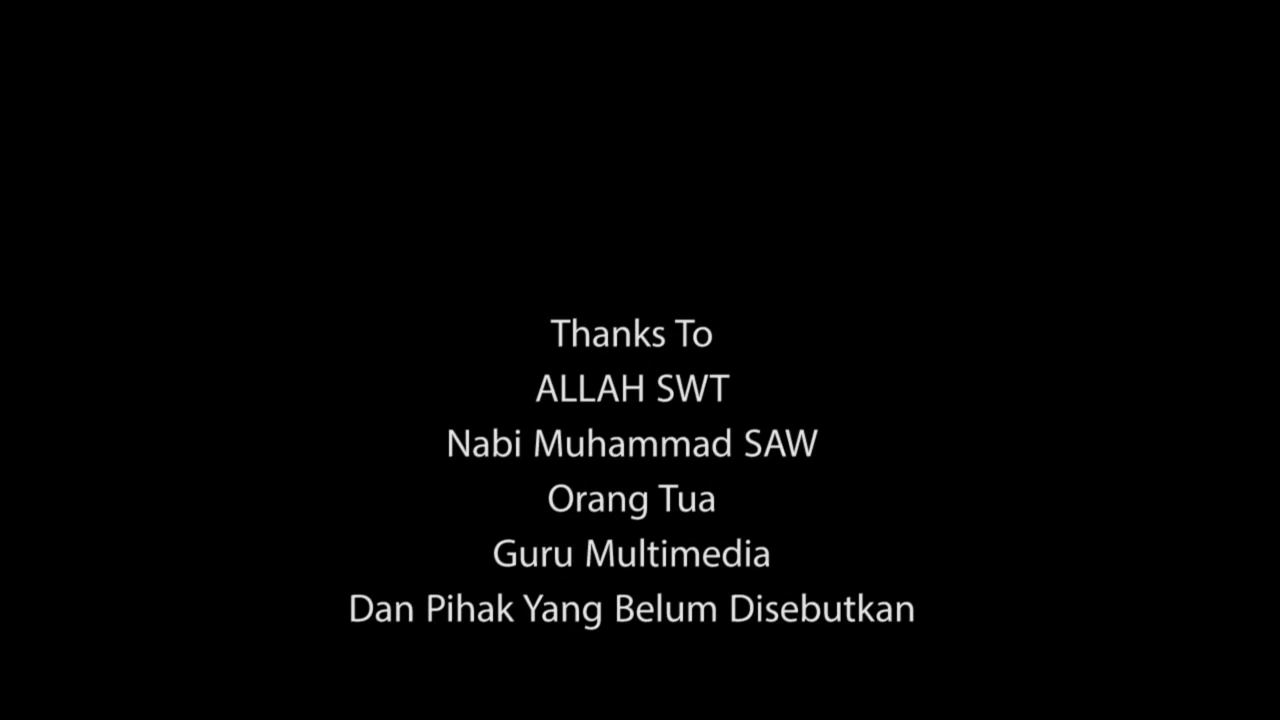 Thanks To
ALLAH SWT
Nabi Muhammad SAW
Orang Tua
Guru Multimedia
Dan Pihak Yang Belum Disebutkan